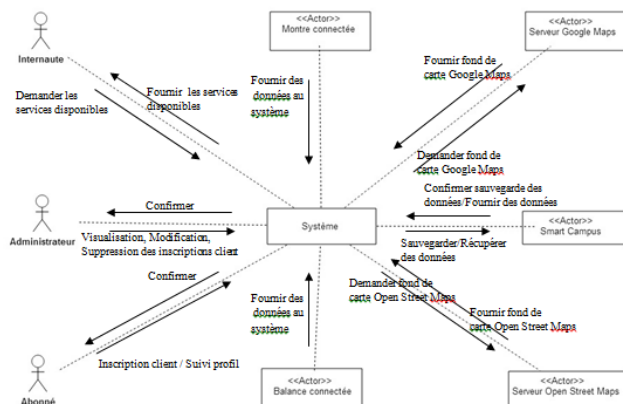 <<Actor>>
Montre connectée
<<Actor>>
Serveur Google Maps
Internaute
Fournir les services
disponibles
Demander les
services disponibles
Fournir des
données au
système
Fournir fond de
carte Google Maps
Demander fond de
carte Google Maps
Confirmer
Administrateur
Visualisation, Modification,
Suppression des inscriptions client
Système
Confirmer sauvegarde des
données/Fournir des données
<<Actor>>
Smart Campus
Sauvegarder/Récupérer
des données
Confirmer
Fournir des
données au
système
Demander fond de
carte Open Street Maps
Fournir fond de
carte Open Street Maps
Inscription client / Suivi profil
Abonné
<<Actor>>
Balance connectée
<<Actor>>
Serveur Open Street Maps